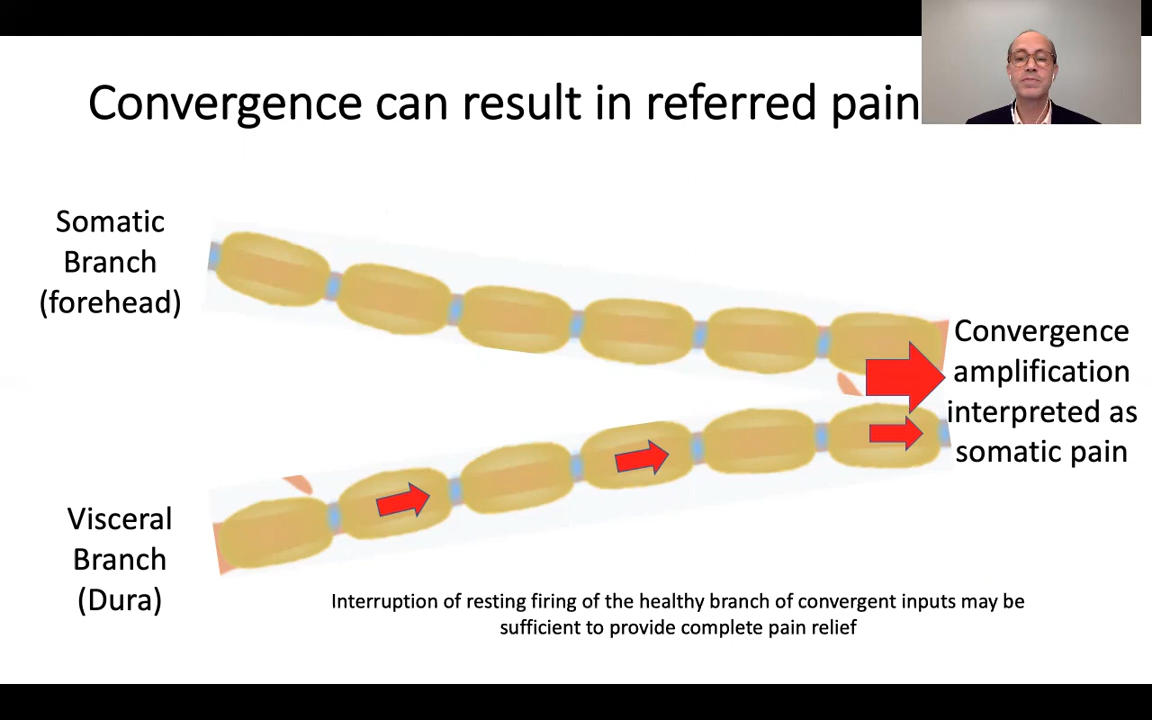 Convergence can result in referred pain
Somatic
Branch
(forehead)
Convergence
amplification
interpreted as
somatic pain
Visceral
Branch
(Dura)
Interruption of resting firing of the healthy branch of convergent inputs may be
sufficient to provide complete pain relief